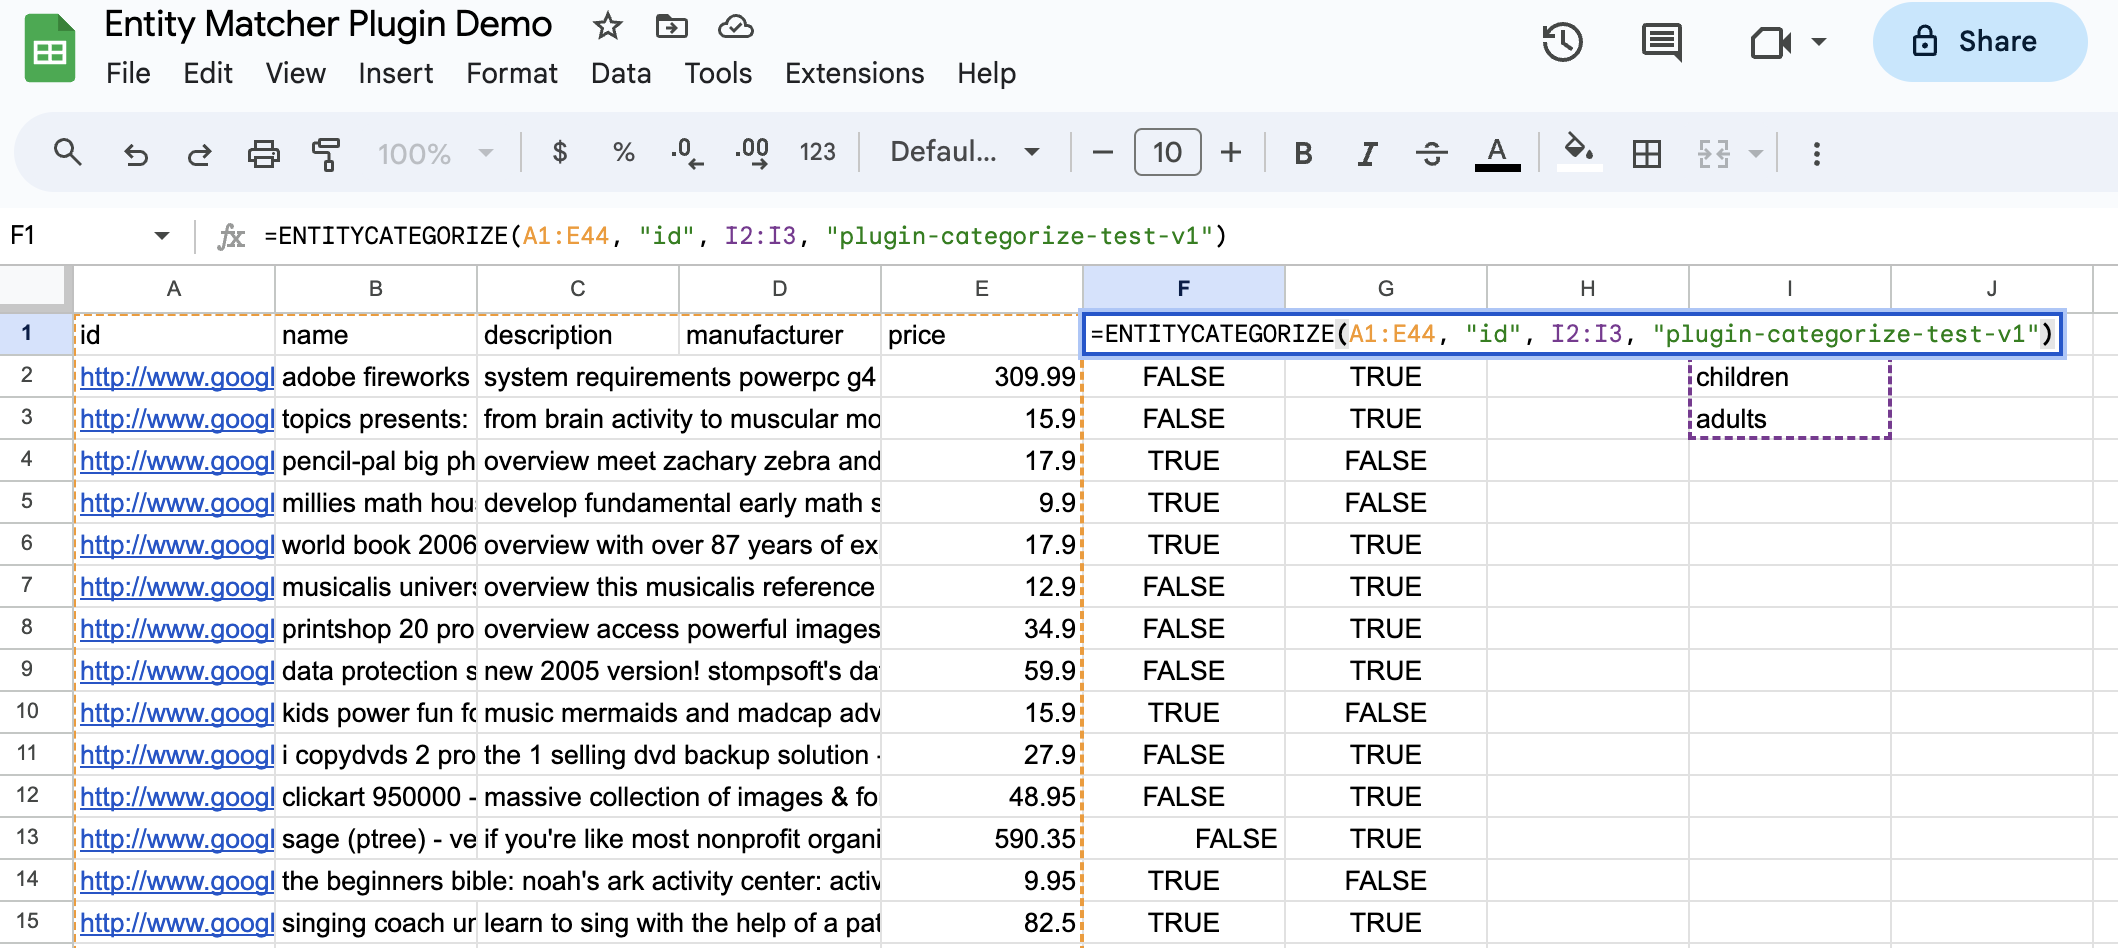 Entity Matcher Plugin Demo
File Edit View Insert Format Data Tools Extensions Help
Share
100% $ % .0 .00 123 Defaul... − 10 + B I S A
F1 fx =ENTITYCATEGORIZE(A1:E44, "id", I2:I3, "plugin-categorize-test-v1")
A B C D E F G H I J
1 id name description manufacturer price =ENTITYCATEGORIZE(A1:E44, "id", I2:I3, "plugin-categorize-test-v1")
2 http://www.googl adobe fireworks system requirements powerpc g4 309.99 FALSE TRUE children
3 http://www.googl topics presents: from brain activity to muscular mo 15.9 FALSE TRUE adults
4 http://www.googl pencil-pal big ph overview meet zachary zebra and 17.9 TRUE FALSE
5 http://www.googl millies math hou develop fundamental early math s 9.9 TRUE FALSE
6 http://www.googl world book 2006 overview with over 87 years of ex 17.9 TRUE TRUE
7 http://www.googl musicalis univers overview this musicalis reference 12.9 FALSE TRUE
8 http://www.googl printshop 20 pro overview access powerful images 34.9 FALSE TRUE
9 http://www.googl data protection s new 2005 version! stompsoft's da 59.9 FALSE TRUE
10 http://www.googl kids power fun fo music mermaids and madcap adv 15.9 TRUE FALSE
11 http://www.googl i copydvds 2 pro the 1 selling dvd backup solution - 27.9 FALSE TRUE
12 http://www.googl clickart 950000 - massive collection of images & fo 48.95 FALSE TRUE
13 http://www.googl sage (ptree) - ve if you're like most nonprofit organi 590.35 FALSE TRUE
14 http://www.googl the beginners bible: noah's ark activity center: activ 9.95 TRUE FALSE
15 http://www.googl singing coach un learn to sing with the help of a pat 82.5 TRUE TRUE